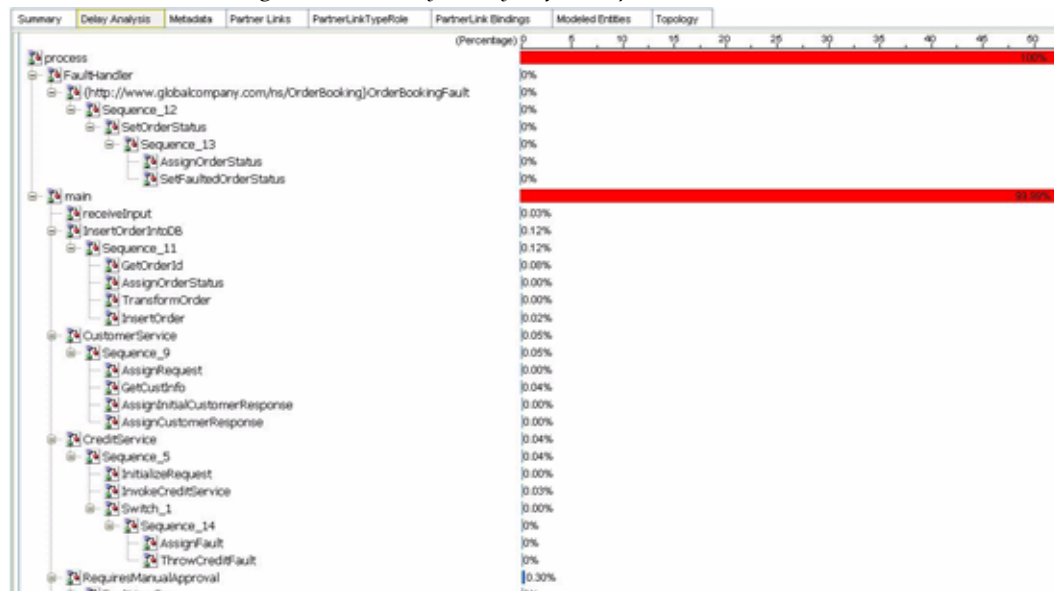 Summary Delay Analysis Metadata Partner Links PartnerLinkTypeRole PartnerLink Bindings Modeled Entities Topology
(Percentage) 0 5 10 15 20 25 30 35 40 45 50
process 100%
FaultHandler 0%
{http://www.globalcompany.com/ns/OrderBooking}OrderBookingFault 0%
Sequence_12 0%
SetOrderStatus 0%
Sequence_13 0%
AssignOrderStatus 0%
SetFaultedOrderStatus 0%
main 99.99%
receiveInput 0.03%
InsertOrderIntoDB 0.12%
Sequence_11 0.12%
GetOrderId 0.08%
AssignOrderStatus 0.00%
TransformOrder 0.00%
InsertOrder 0.02%
CustomerService 0.05%
Sequence_9 0.05%
AssignRequest 0.00%
GetCustInfo 0.04%
AssignInitialCustomerResponse 0.00%
AssignCustomerResponse 0.00%
CreditService 0.04%
Sequence_5 0.04%
InitializeRequest 0.00%
InvokeCreditService 0.03%
Switch_1 0.00%
Sequence_14 0%
AssignFault 0%
ThrowCreditFault 0%
RequiresManualApproval 0.30%